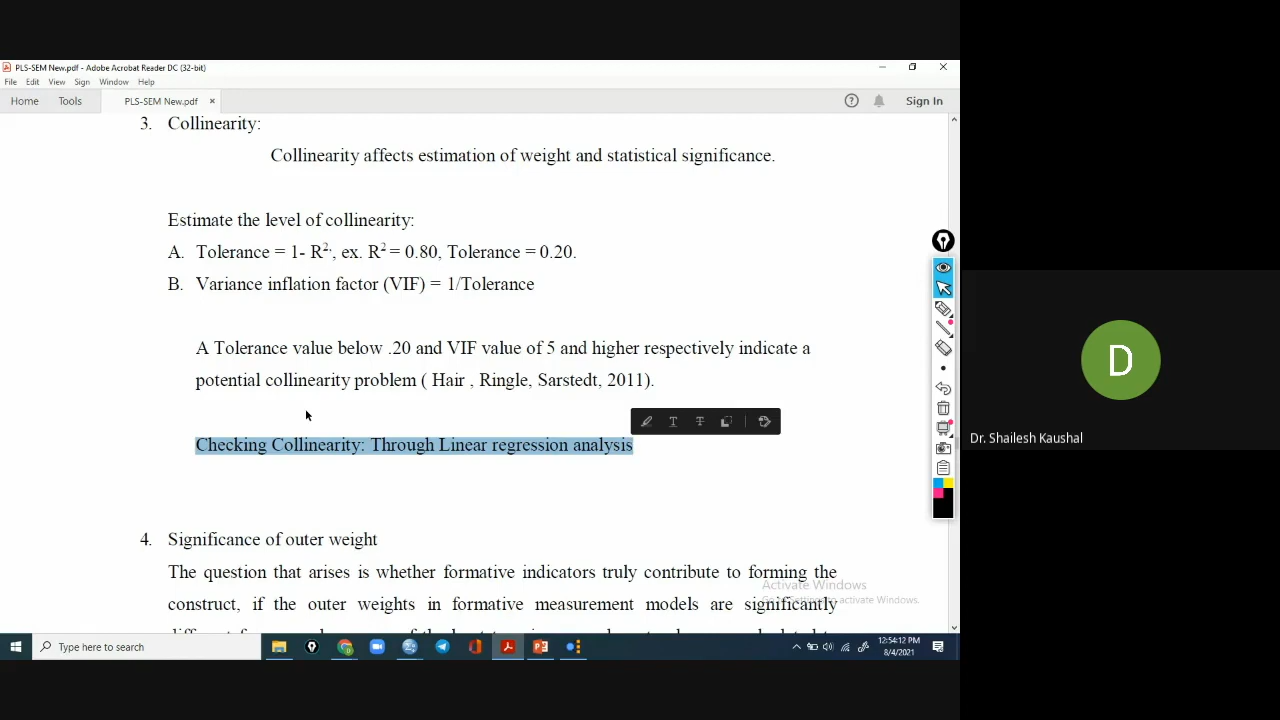 PLS-SEM New.pdf - Adobe Acrobat Reader DC (32-bit)
File Edit View Sign Window Help
Home Tools PLS-SEM New.pdf × Sign In
3. Collinearity:
Collinearity affects estimation of weight and statistical significance.
Estimate the level of collinearity:
A. Tolerance = 1- R²·, ex. R² = 0.80, Tolerance = 0.20.
B. Variance inflation factor (VIF) = 1/Tolerance
A Tolerance value below .20 and VIF value of 5 and higher respectively indicate a
potential collinearity problem ( Hair , Ringle, Sarstedt, 2011).
Checking Collinearity: Through Linear regression analysis
4. Significance of outer weight
The question that arises is whether formative indicators truly contribute to forming the
construct, if the outer weights in formative measurement models are significantly
Activate Windows
activate Windows.
Type here to search
12:54:12 PM
8/4/2021
D
Dr. Shailesh Kaushal